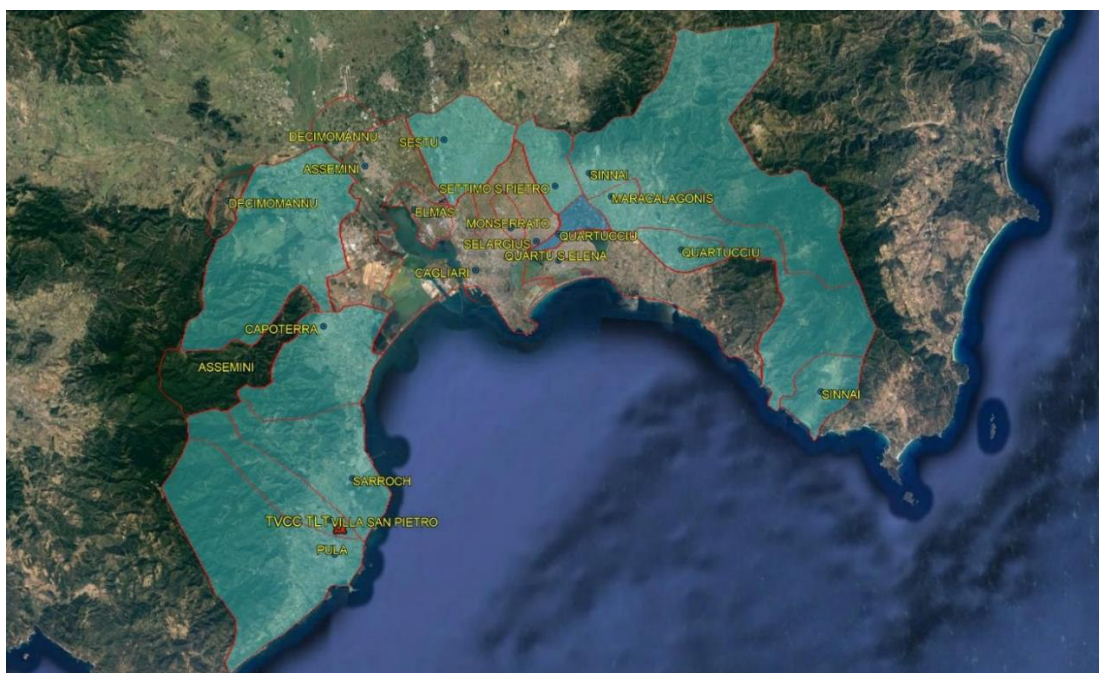 DECIMOMANNU
SESTU
ASSEMINI
SETTIMO S.PIETRO
SINNAI
DECIMOMANNU
MARACALAGONIS
ELMAS
MONSERRATO
QUARTUCCIU
SELARGIUS
QUARTU S.ELENA
QUARTUCCIU
CAGLIARI
CAPOTERRA
ASSEMINI
SINNAI
SARROCH
TVCC TLT VILLA SAN PIETRO
PULA